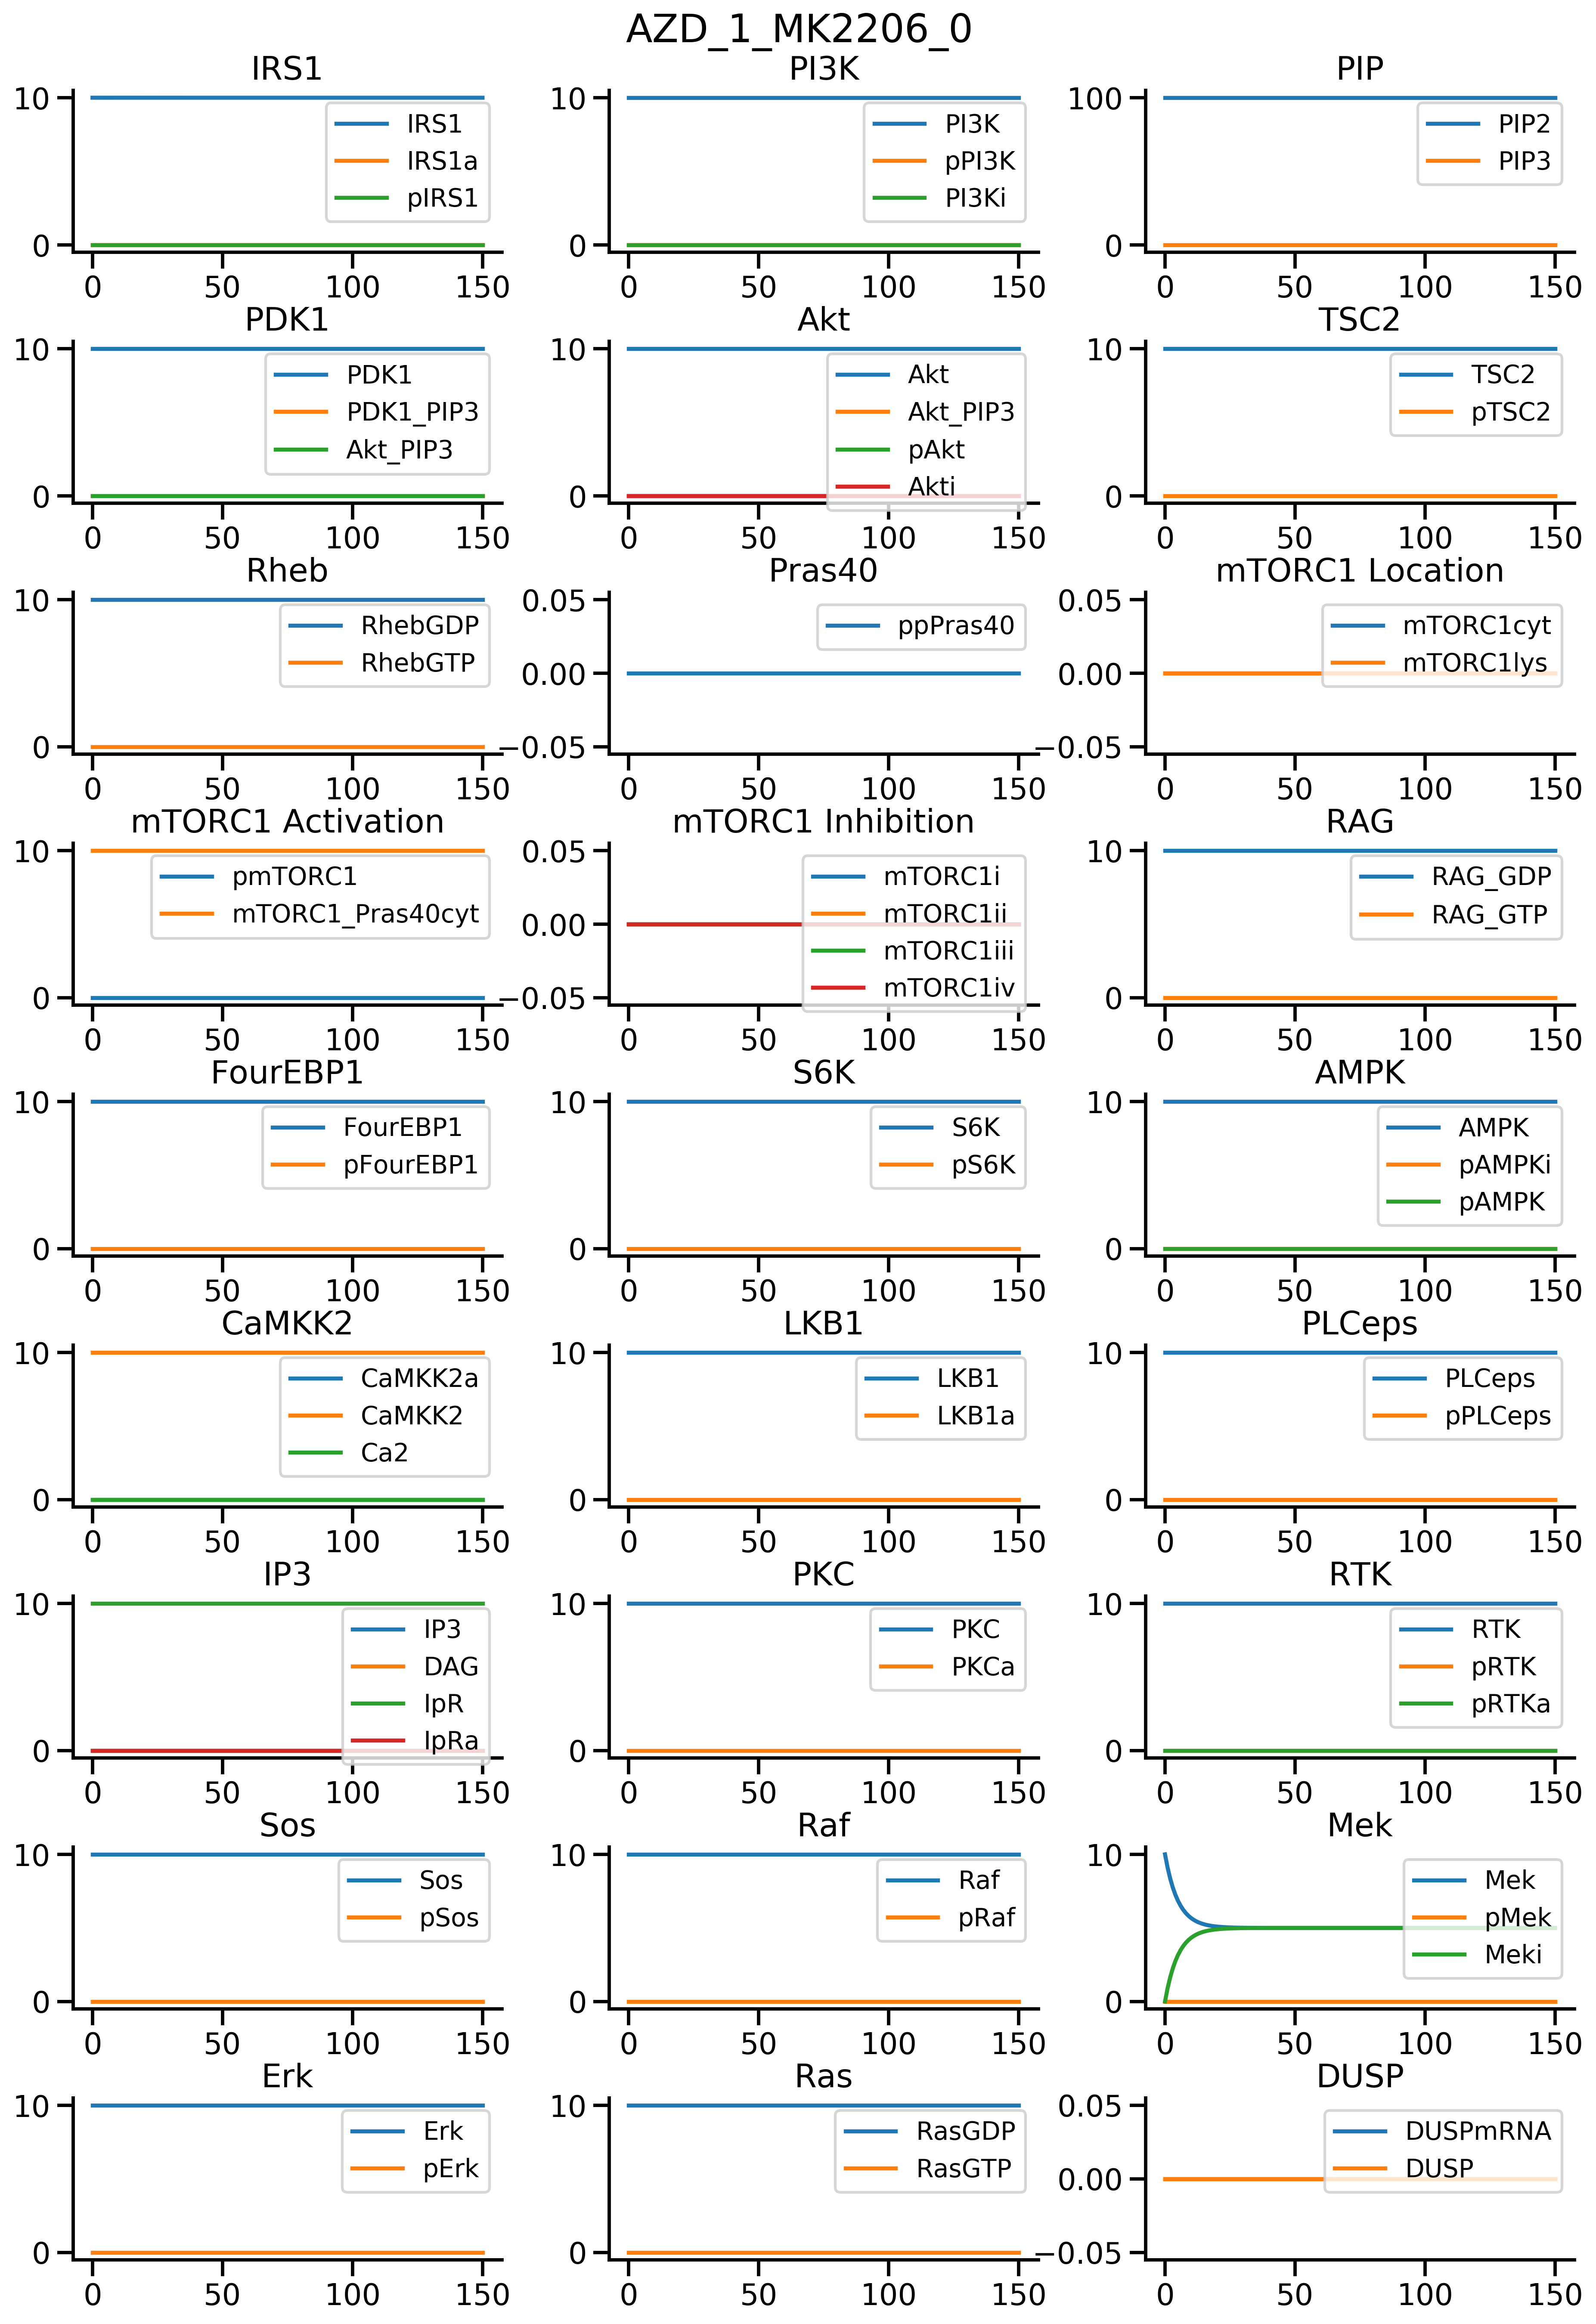 AZD_1_MK2206_0
IRS1
10
0
0
50
100
150
IRS1
IRS1a
pIRS1
PI3K
10
0
0
50
100
150
PI3K
pPI3K
PI3Ki
PIP
100
0
0
50
100
150
PIP2
PIP3
PDK1
10
0
0
50
100
150
PDK1
PDK1_PIP3
Akt_PIP3
Akt
10
0
0
50
100
150
Akt
Akt_PIP3
pAkt
Akti
TSC2
10
0
0
50
100
150
TSC2
pTSC2
Rheb
10
0
0
50
100
150
RhebGDP
RhebGTP
Pras40
0.05
0.00
−0.05
0
50
100
150
ppPras40
mTORC1 Location
0.05
0.00
−0.05
0
50
100
150
mTORC1cyt
mTORC1lys
mTORC1 Activation
10
0
0
50
100
150
pmTORC1
mTORC1_Pras40cyt
mTORC1 Inhibition
0.05
0.00
−0.05
0
50
100
150
mTORC1i
mTORC1ii
mTORC1iii
mTORC1iv
RAG
10
0
0
50
100
150
RAG_GDP
RAG_GTP
FourEBP1
10
0
0
50
100
150
FourEBP1
pFourEBP1
S6K
10
0
0
50
100
150
S6K
pS6K
AMPK
10
0
0
50
100
150
AMPK
pAMPKi
pAMPK
CaMKK2
10
0
0
50
100
150
CaMKK2a
CaMKK2
Ca2
LKB1
10
0
0
50
100
150
LKB1
LKB1a
PLCeps
10
0
0
50
100
150
PLCeps
pPLCeps
IP3
10
0
0
50
100
150
IP3
DAG
IpR
IpRa
PKC
10
0
0
50
100
150
PKC
PKCa
RTK
10
0
0
50
100
150
RTK
pRTK
pRTKa
Sos
10
0
0
50
100
150
Sos
pSos
Raf
10
0
0
50
100
150
Raf
pRaf
Mek
10
0
0
50
100
150
Mek
pMek
Meki
Erk
10
0
0
50
100
150
Erk
pErk
Ras
10
0
0
50
100
150
RasGDP
RasGTP
DUSP
0.05
0.00
−0.05
0
50
100
150
DUSPmRNA
DUSP